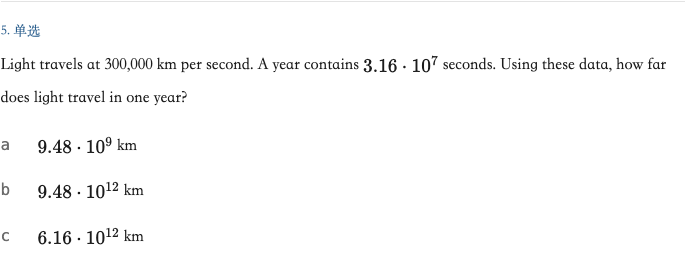 5. 单选
Light travels at 300,000 km per second. A year contains 3.16 · 10⁷ seconds. Using these data, how far
does light travel in one year?
a 9.48 · 10⁹ km
b 9.48 · 10¹² km
c 6.16 · 10¹² km